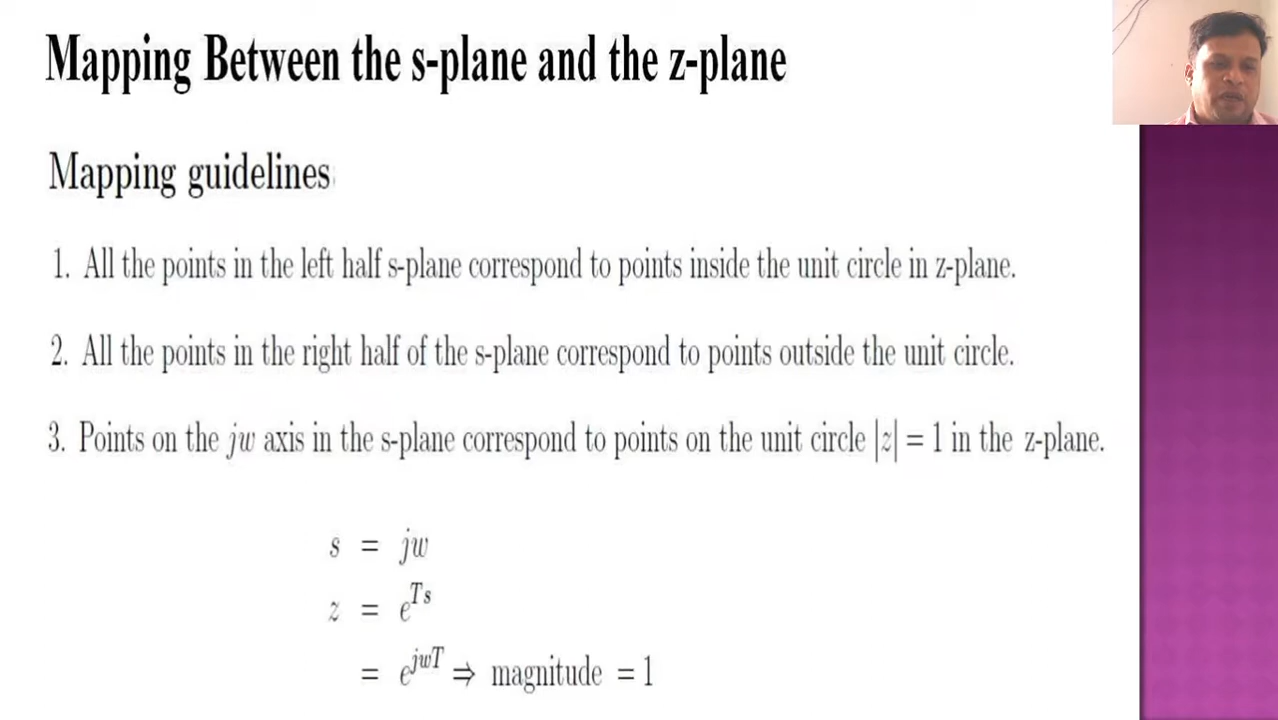 Mapping Between the s-plane and the z-plane
Mapping guidelines
1. All the points in the left half s-plane correspond to points inside the unit circle in z-plane.
2. All the points in the right half of the s-plane correspond to points outside the unit circle.
3. Points on the jw axis in the s-plane correspond to points on the unit circle |z| = 1 in the z-plane.
s = jw
z = e^{Ts}
= e^{jwT} ⇒ magnitude = 1